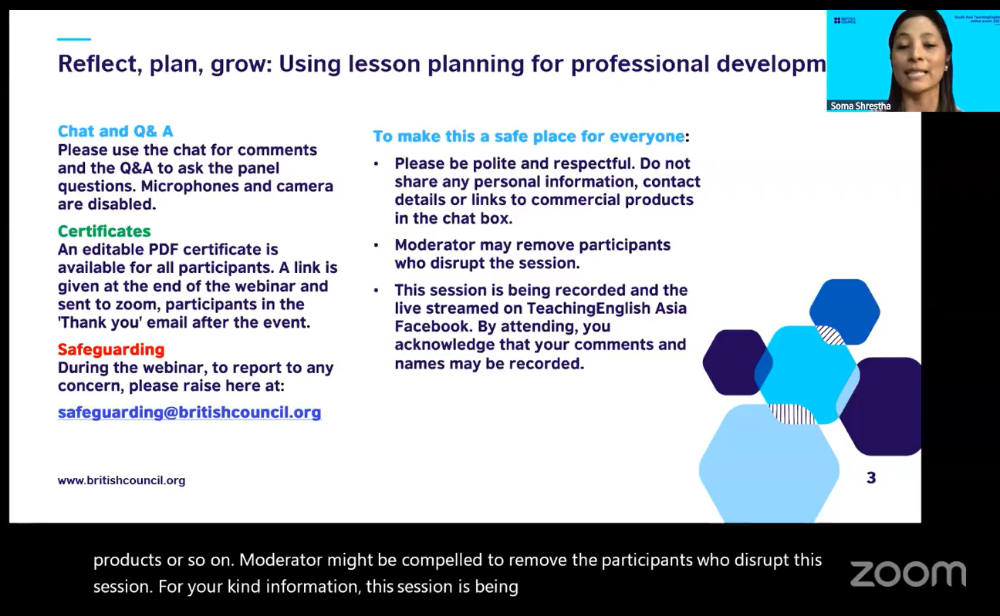 Reflect, plan, grow: Using lesson planning for professional developm
BRITISH
COUNCIL
South Asia TeachingEnglish
online event
Soma Shrestha
Chat and Q& A
Please use the chat for comments
and the Q&A to ask the panel
questions. Microphones and camera
are disabled.
Certificates
An editable PDF certificate is
available for all participants. A link is
given at the end of the webinar and
sent to zoom, participants in the
'Thank you' email after the event.
Safeguarding
During the webinar, to report to any
concern, please raise here at:
safeguarding@britishcouncil.org
To make this a safe place for everyone:
• Please be polite and respectful. Do not
share any personal information, contact
details or links to commercial products
in the chat box.
• Moderator may remove participants
who disrupt the session.
• This session is being recorded and the
live streamed on TeachingEnglish Asia
Facebook. By attending, you
acknowledge that your comments and
names may be recorded.
www.britishcouncil.org
3
products or so on. Moderator might be compelled to remove the participants who disrupt this
session. For your kind information, this session is being
zoom